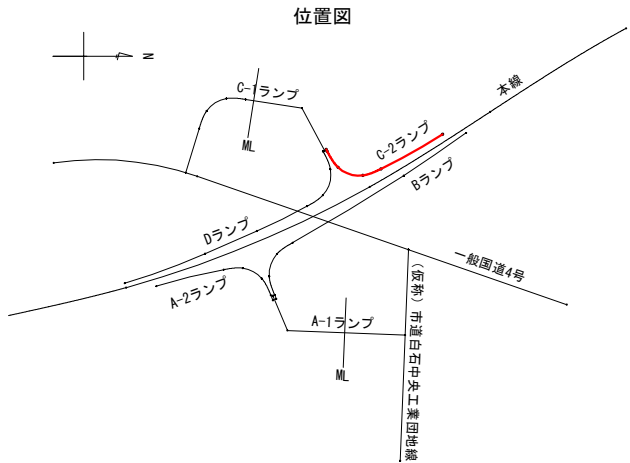 位置図
N
C-1ランプ
ML
本線
C-2ランプ
Bランプ
Dランプ
一般国道4号
A-2ランプ
A-1ランプ
ML
(仮称)市道白石中央工業団地線